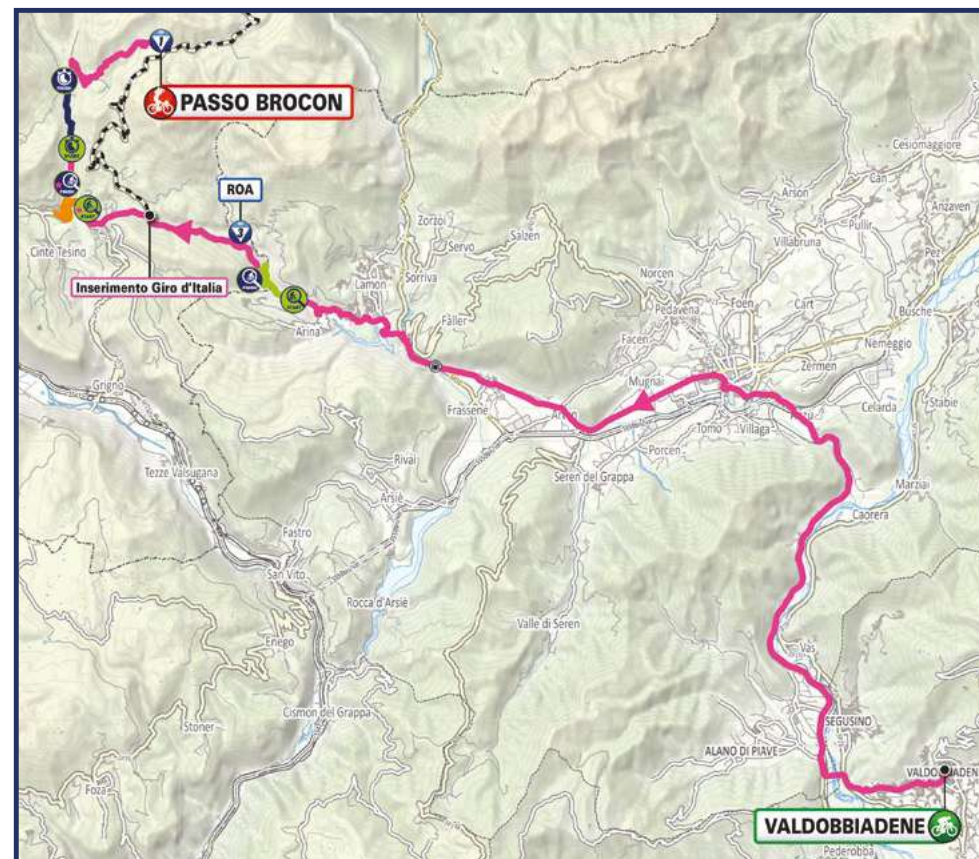 PASSO BROCON
Cesiomaggiore
Can
Arson
Anzaven
ROA
Pullir
Zorzoi
Salzen
Villabruna
Servo
Pez
Cinte Tesino
Sorriva
Norcen
Inserimento Giro d'Italia
Lamon
Foen
Cart
Busche
Pedavena
Fàller
Facen
Nemeggio
Arina
Zermen
Mugnai
Grigno
Celarda
Stabie
Frassenè
Tomo
Villaga
Porcen
Rivai
Tezze Valsugana
Seren del Grappa
Marziai
Arsiè
Caorera
Fastro
San Vito
Rocca d'Arsiè
Valle di Seren
Enego
Vas
Cismon del Grappa
SEGUSINO
Stoner
ALANO DI PIAVE
Foza
VALDOBBIADENE
Pederobba